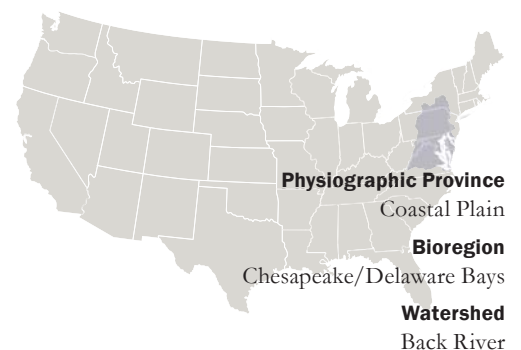 Physiographic Province
Coastal Plain
Bioregion
Chesapeake/Delaware Bays
Watershed
Back River